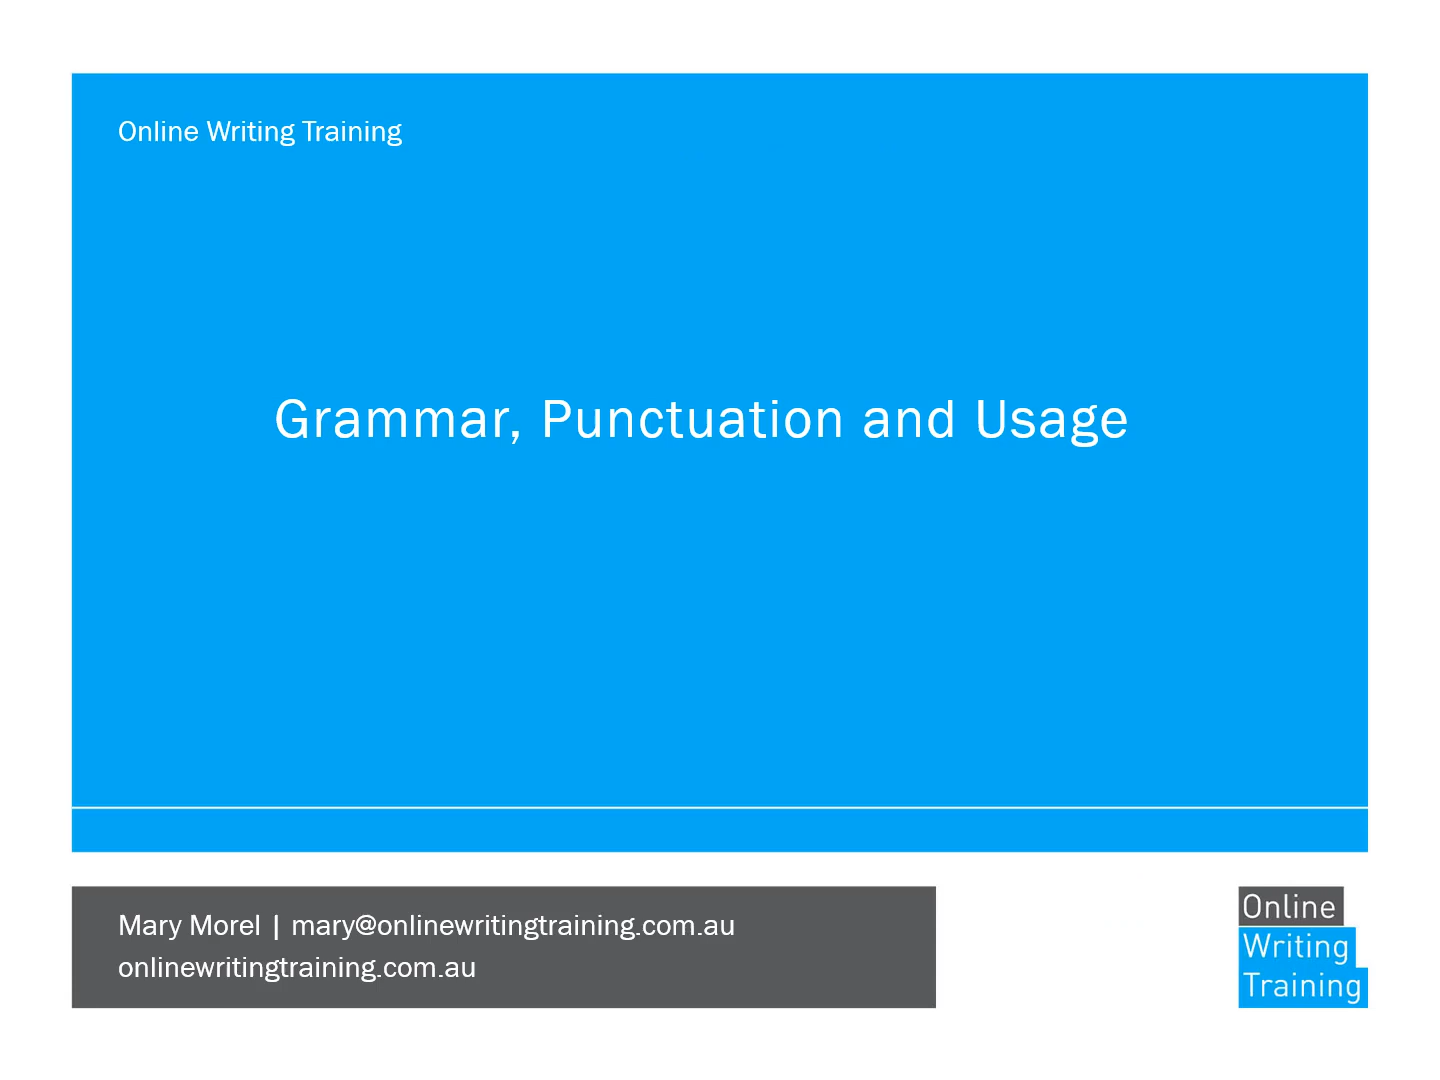 Online Writing Training
Grammar, Punctuation and Usage
Mary Morel | mary@onlinewritingtraining.com.au
onlinewritingtraining.com.au
Online
Writing
Training